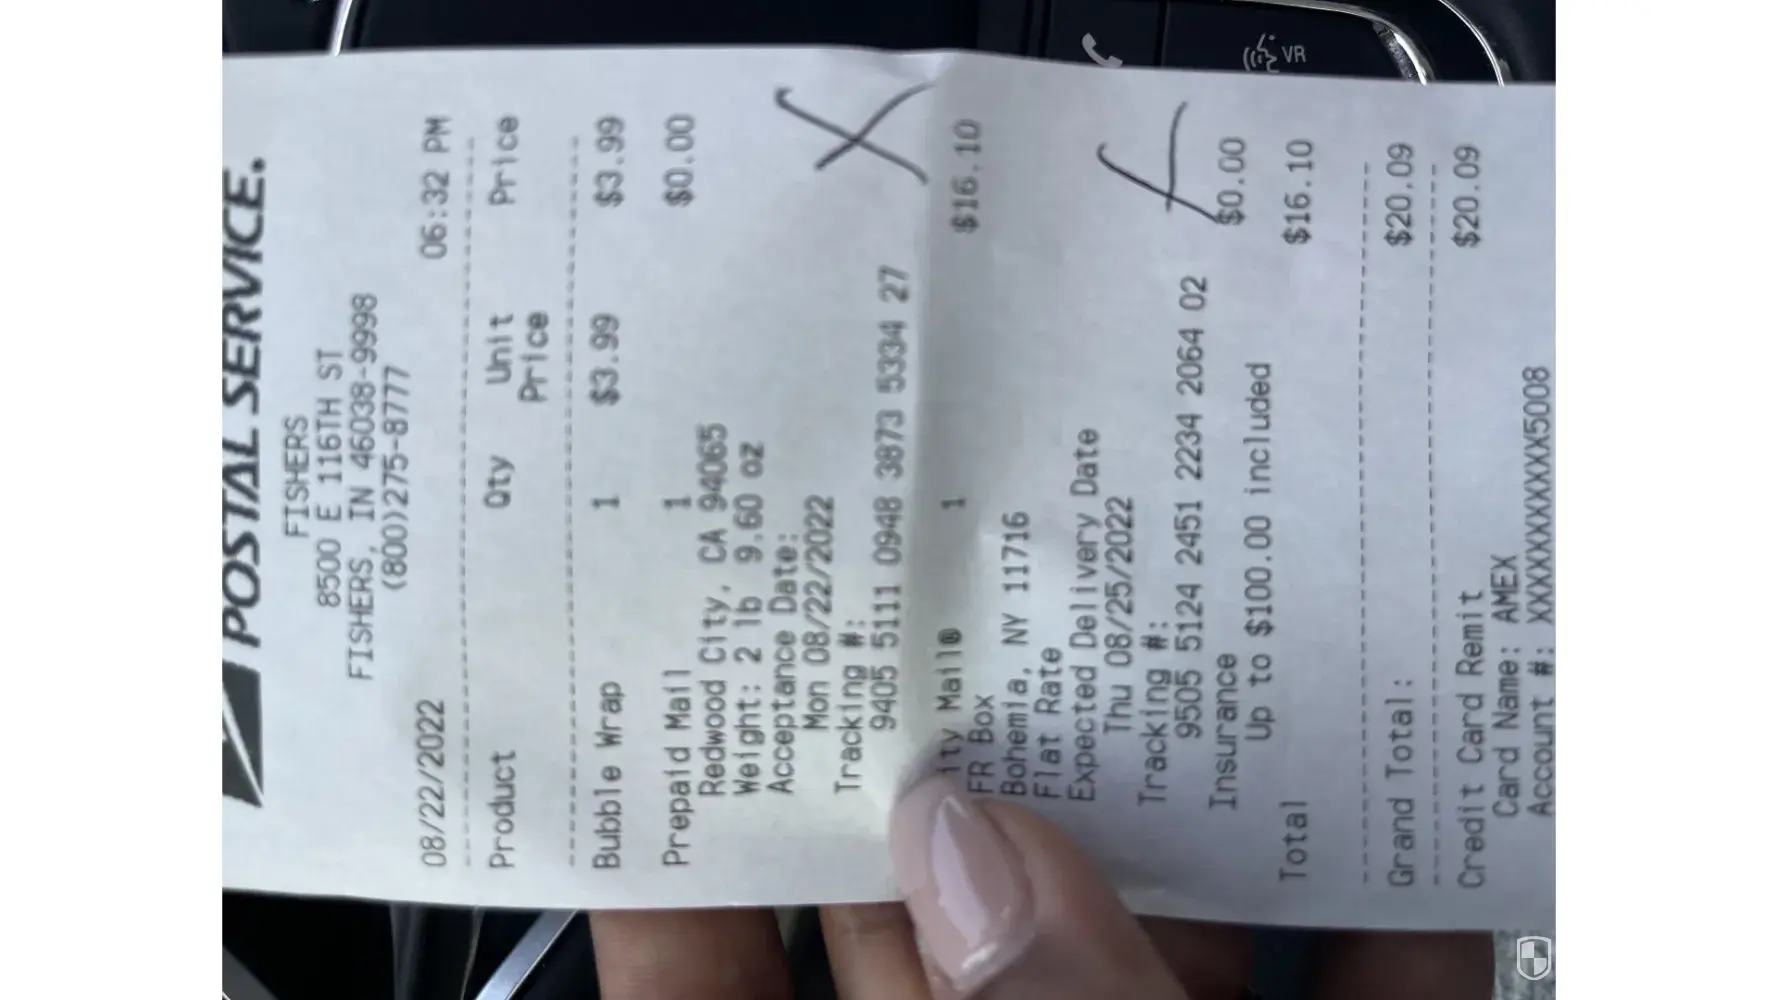 POSTAL SERVICE.
FISHERS
8500 E 116TH ST
FISHERS, IN 46038-9998
(800)275-8777
08/22/2022 06:32 PM
Product Qty Unit Price
Price
Bubble Wrap 1 $3.99 $3.99
Prepaid Mail 1 $0.00
Redwood City, CA 94065
Weight: 2 lb 9.60 oz
Acceptance Date:
Mon 08/22/2022
Tracking #:
9405 5111 0948 3873 5334 27
ity Mail® 1 $16.10
FR Box
Bohemia, NY 11716
Flat Rate
Expected Delivery Date
Thu 08/25/2022
Tracking #:
9505 5124 2451 2234 2064 02
Insurance $0.00
Up to $100.00 included
Total $16.10
Grand Total: $20.09
Credit Card Remit $20.09
Card Name: AMEX
Account #: XXXXXXXXXXX5008
VR